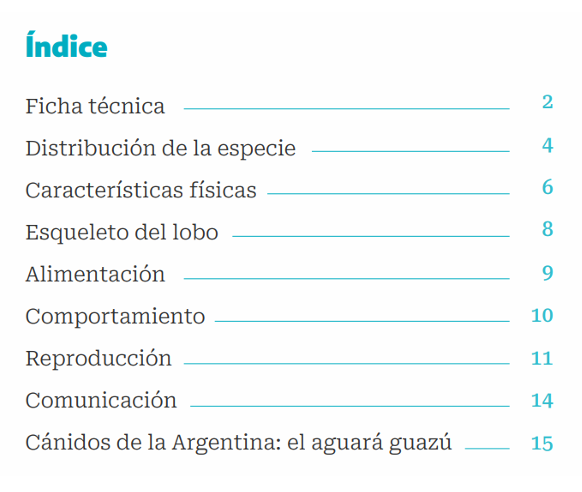 Índice
Ficha técnica 2
Distribución de la especie 4
Características físicas 6
Esqueleto del lobo 8
Alimentación 9
Comportamiento 10
Reproducción 11
Comunicación 14
Cánidos de la Argentina: el aguará guazú 15